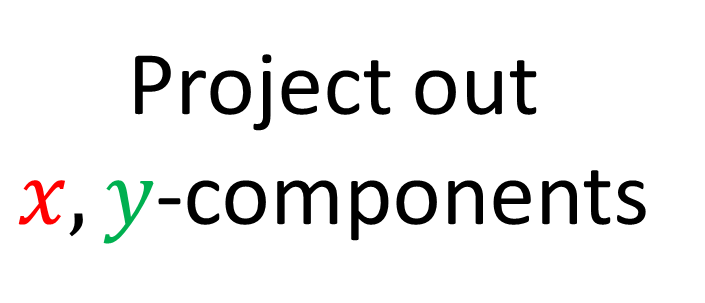 Project out
x, y-components